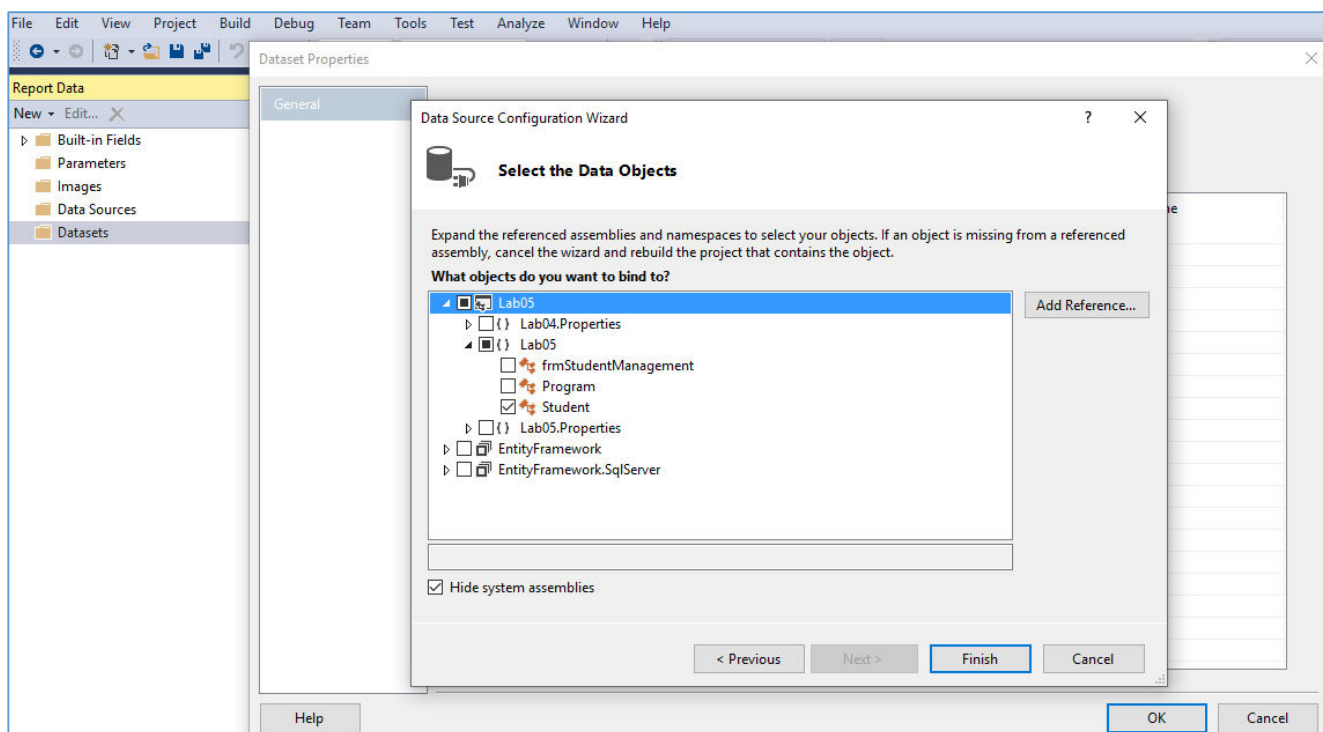 File Edit View Project Build Debug Team Tools Test Analyze Window Help
Dataset Properties
Report Data
New Edit...
Built-in Fields
Parameters
Images
Data Sources
Datasets
General
Data Source Configuration Wizard ?
Select the Data Objects
Expand the referenced assemblies and namespaces to select your objects. If an object is missing from a referenced
assembly, cancel the wizard and rebuild the project that contains the object.
What objects do you want to bind to?
Lab05
{ } Lab04.Properties
{ } Lab05
frmStudentManagement
Program
Student
{ } Lab05.Properties
EntityFramework
EntityFramework.SqlServer
Add Reference...
Hide system assemblies
< Previous Next > Finish Cancel
Help OK Cancel